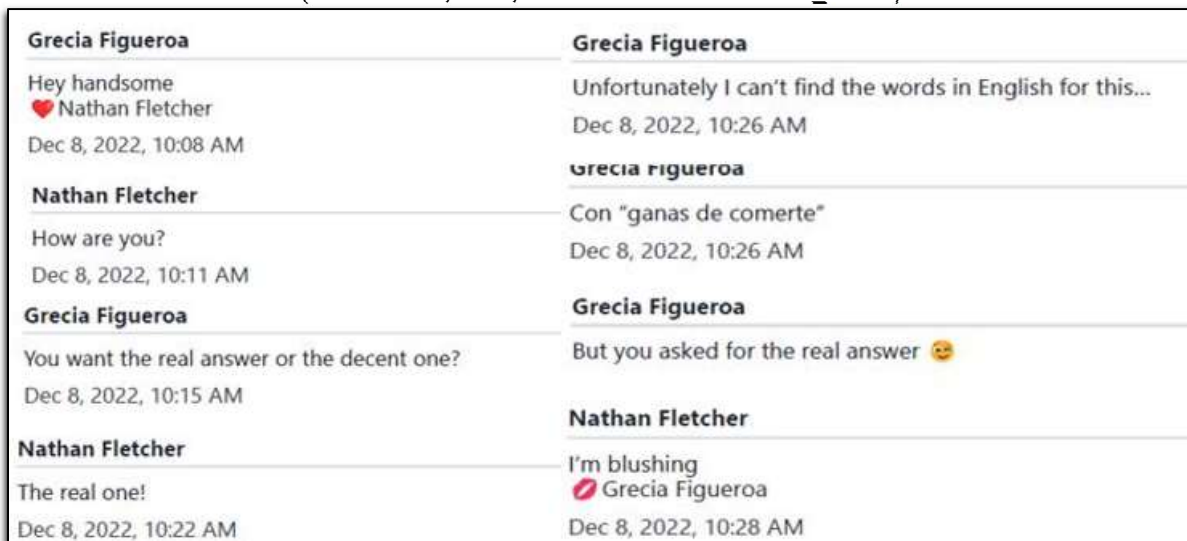 Grecia Figueroa
Hey handsome
❤️Nathan Fletcher
Dec 8, 2022, 10:08 AM
Nathan Fletcher
How are you?
Dec 8, 2022, 10:11 AM
Grecia Figueroa
You want the real answer or the decent one?
Dec 8, 2022, 10:15 AM
Nathan Fletcher
The real one!
Dec 8, 2022, 10:22 AM
Grecia Figueroa
Unfortunately I can't find the words in English for this...
Dec 8, 2022, 10:26 AM
Grecia Figueroa
Con "ganas de comerte"
Dec 8, 2022, 10:26 AM
Grecia Figueroa
But you asked for the real answer 😉
Nathan Fletcher
I'm blushing
💋 Grecia Figueroa
Dec 8, 2022, 10:28 AM